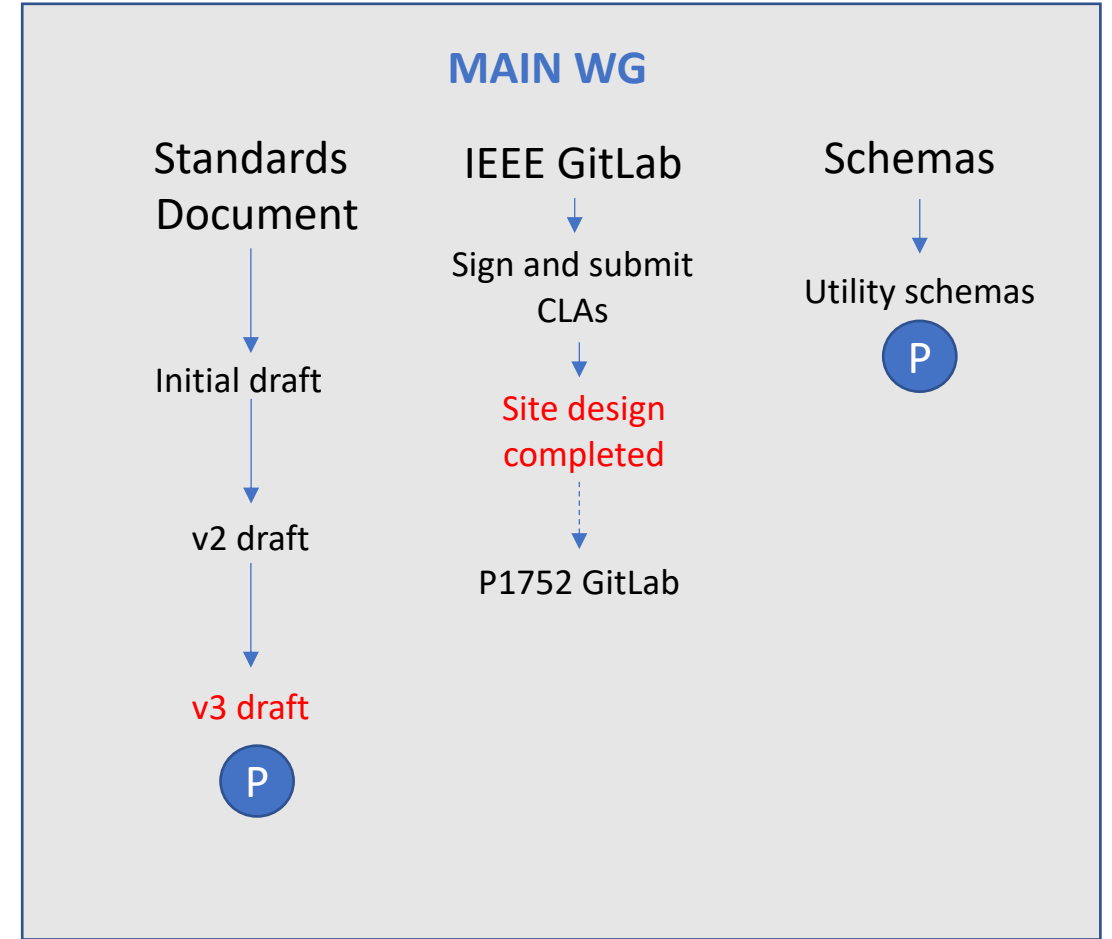 MAIN WG
Standards
Document
Initial draft
v2 draft
v3 draft
P
IEEE GitLab
Sign and submit
CLAs
Site design
completed
P1752 GitLab
Schemas
Utility schemas
P